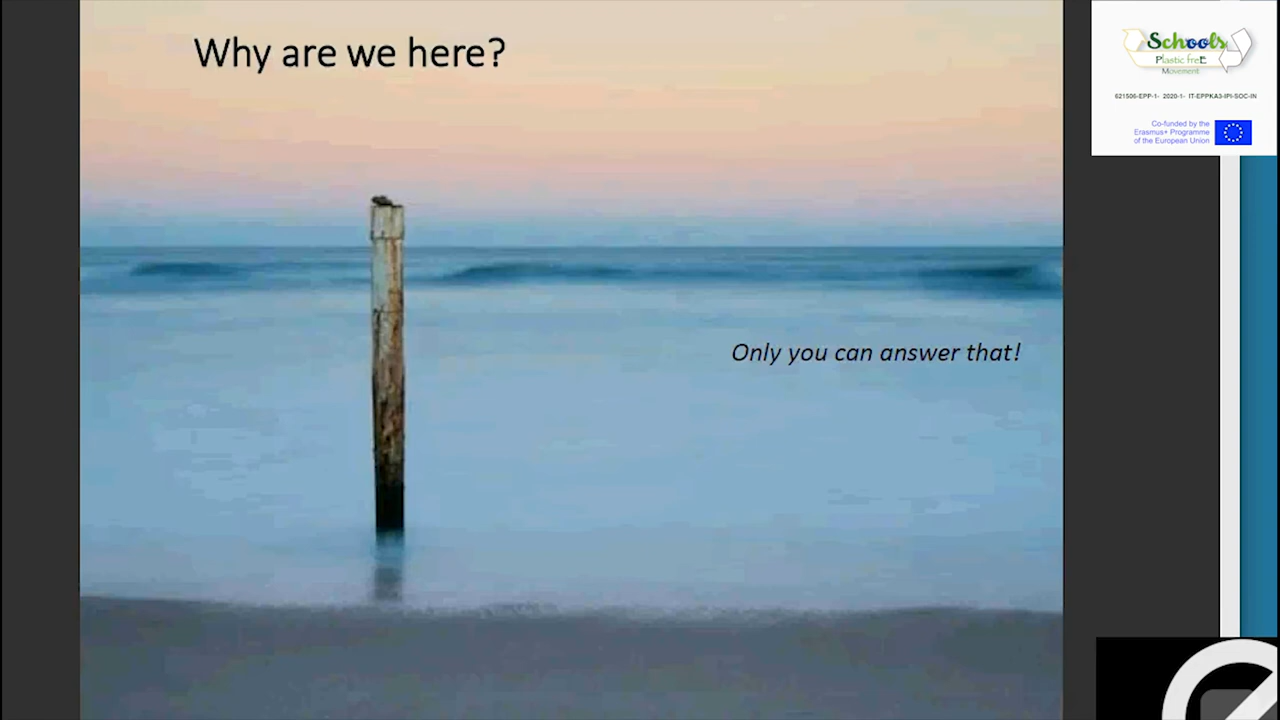 Why are we here?
Only you can answer that!
Schools
Plastic freE
Movement
621506-EPP-1- 2020-1- IT-EPPKA3-IPI-SOC-IN
Co-funded by the
Erasmus+ Programme
of the European Union